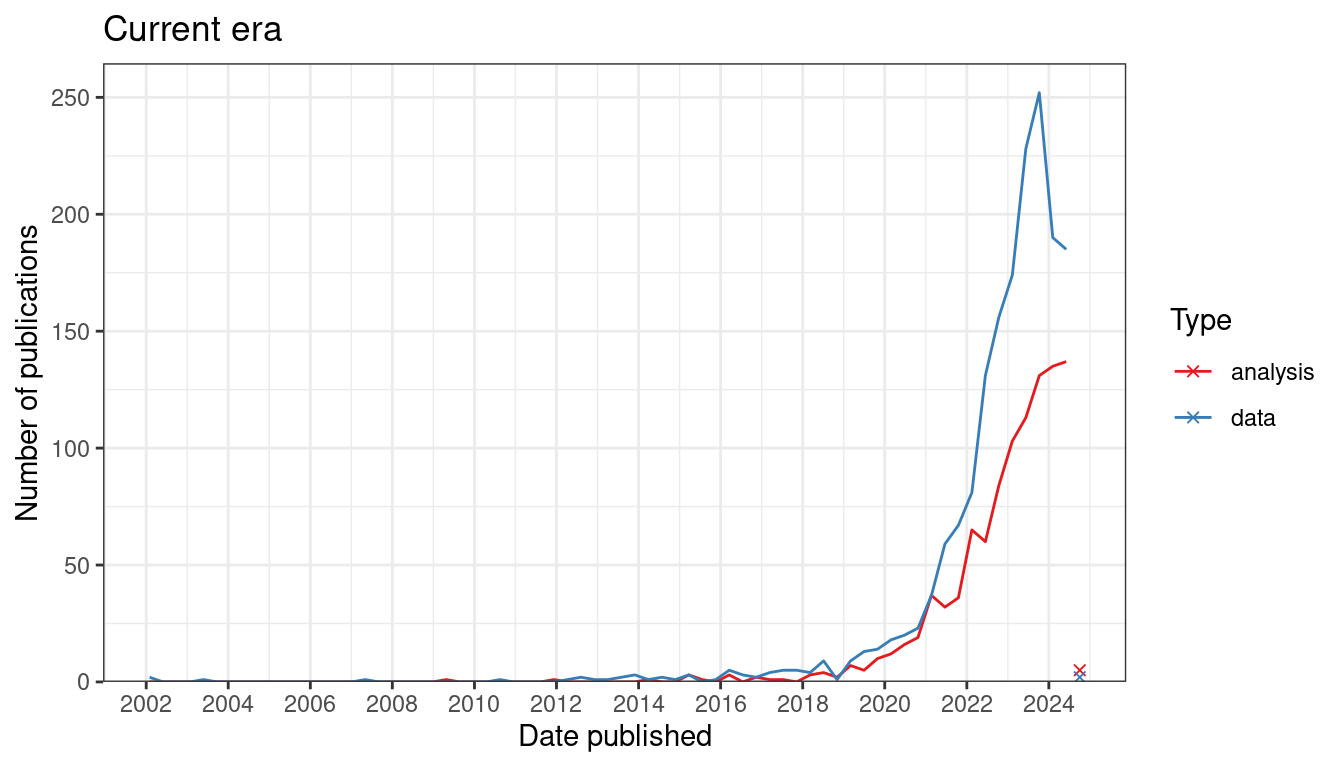 Current era
Number of publications
250
200
150
100
50
0
2002 2004 2006 2008 2010 2012 2014 2016 2018 2020 2022 2024
Date published
Type
analysis
data